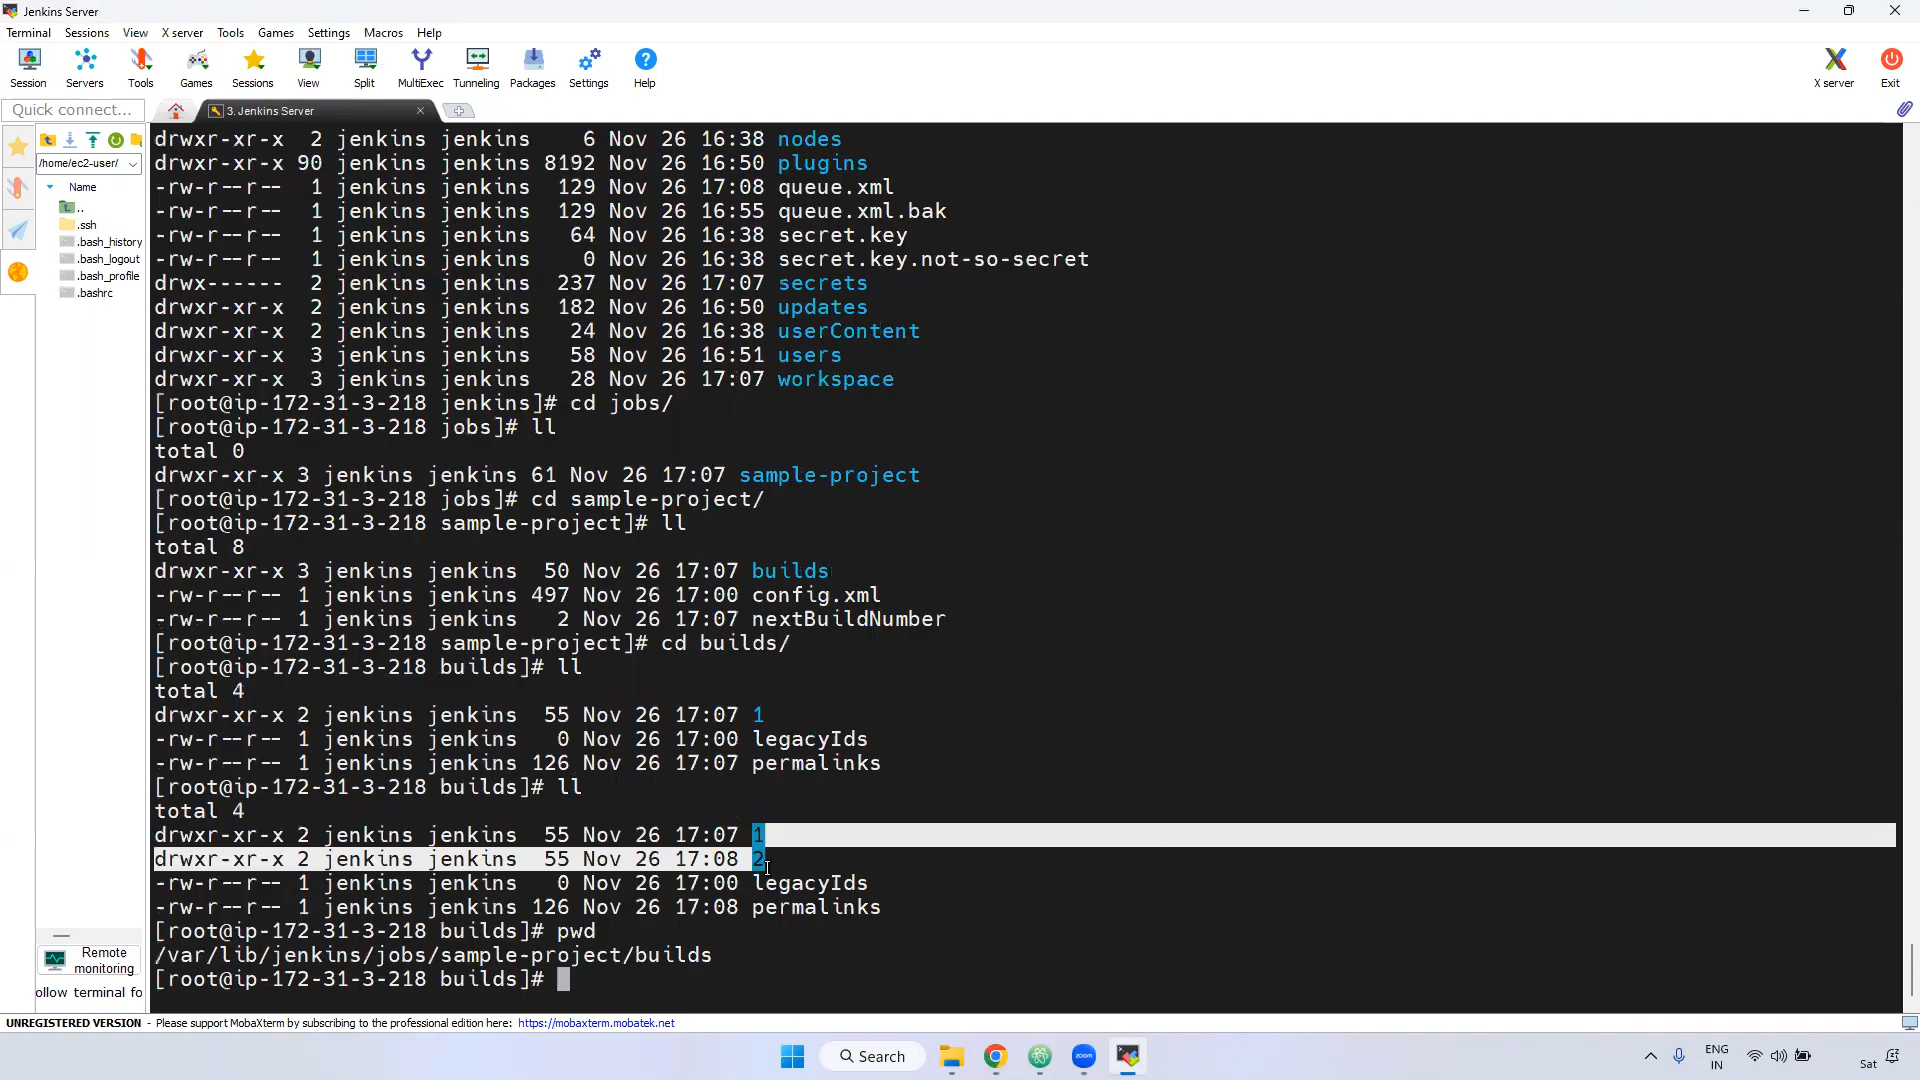 Jenkins Server
Terminal Sessions View X server Tools Games Settings Macros Help
Session Servers Tools Games Sessions View Split MultiExec Tunneling Packages Settings Help X server Exit
Quick connect... 3. Jenkins Server
/home/ec2-user/
Name
..
.ssh
.bash_history
.bash_logout
.bash_profile
.bashrc
drwxr-xr-x  2 jenkins jenkins    6 Nov 26 16:38 nodes
drwxr-xr-x 90 jenkins jenkins 8192 Nov 26 16:50 plugins
-rw-r--r--  1 jenkins jenkins  129 Nov 26 17:08 queue.xml
-rw-r--r--  1 jenkins jenkins  129 Nov 26 16:55 queue.xml.bak
-rw-r--r--  1 jenkins jenkins   64 Nov 26 16:38 secret.key
-rw-r--r--  1 jenkins jenkins    0 Nov 26 16:38 secret.key.not-so-secret
drwx------  2 jenkins jenkins  237 Nov 26 17:07 secrets
drwxr-xr-x  2 jenkins jenkins  182 Nov 26 16:50 updates
drwxr-xr-x  2 jenkins jenkins   24 Nov 26 16:38 userContent
drwxr-xr-x  3 jenkins jenkins   58 Nov 26 16:51 users
drwxr-xr-x  3 jenkins jenkins   28 Nov 26 17:07 workspace
[root@ip-172-31-3-218 jenkins]# cd jobs/
[root@ip-172-31-3-218 jobs]# ll
total 0
drwxr-xr-x 3 jenkins jenkins 61 Nov 26 17:07 sample-project
[root@ip-172-31-3-218 jobs]# cd sample-project/
[root@ip-172-31-3-218 sample-project]# ll
total 8
drwxr-xr-x 3 jenkins jenkins  50 Nov 26 17:07 builds
-rw-r--r-- 1 jenkins jenkins 497 Nov 26 17:00 config.xml
-rw-r--r-- 1 jenkins jenkins   2 Nov 26 17:07 nextBuildNumber
[root@ip-172-31-3-218 sample-project]# cd builds/
[root@ip-172-31-3-218 builds]# ll
total 4
drwxr-xr-x 2 jenkins jenkins  55 Nov 26 17:07 1
-rw-r--r-- 1 jenkins jenkins   0 Nov 26 17:00 legacyIds
-rw-r--r-- 1 jenkins jenkins 126 Nov 26 17:07 permalinks
[root@ip-172-31-3-218 builds]# ll
total 4
drwxr-xr-x 2 jenkins jenkins  55 Nov 26 17:07 1
drwxr-xr-x 2 jenkins jenkins  55 Nov 26 17:08 2
-rw-r--r-- 1 jenkins jenkins   0 Nov 26 17:00 legacyIds
-rw-r--r-- 1 jenkins jenkins 126 Nov 26 17:08 permalinks
[root@ip-172-31-3-218 builds]# pwd
/var/lib/jenkins/jobs/sample-project/builds
[root@ip-172-31-3-218 builds]#
Remote
monitoring
ollow terminal fo
UNREGISTERED VERSION - Please support MobaXterm by subscribing to the professional edition here: https://mobaxterm.mobatek.net
Search
zoom
ENG
IN
Sat